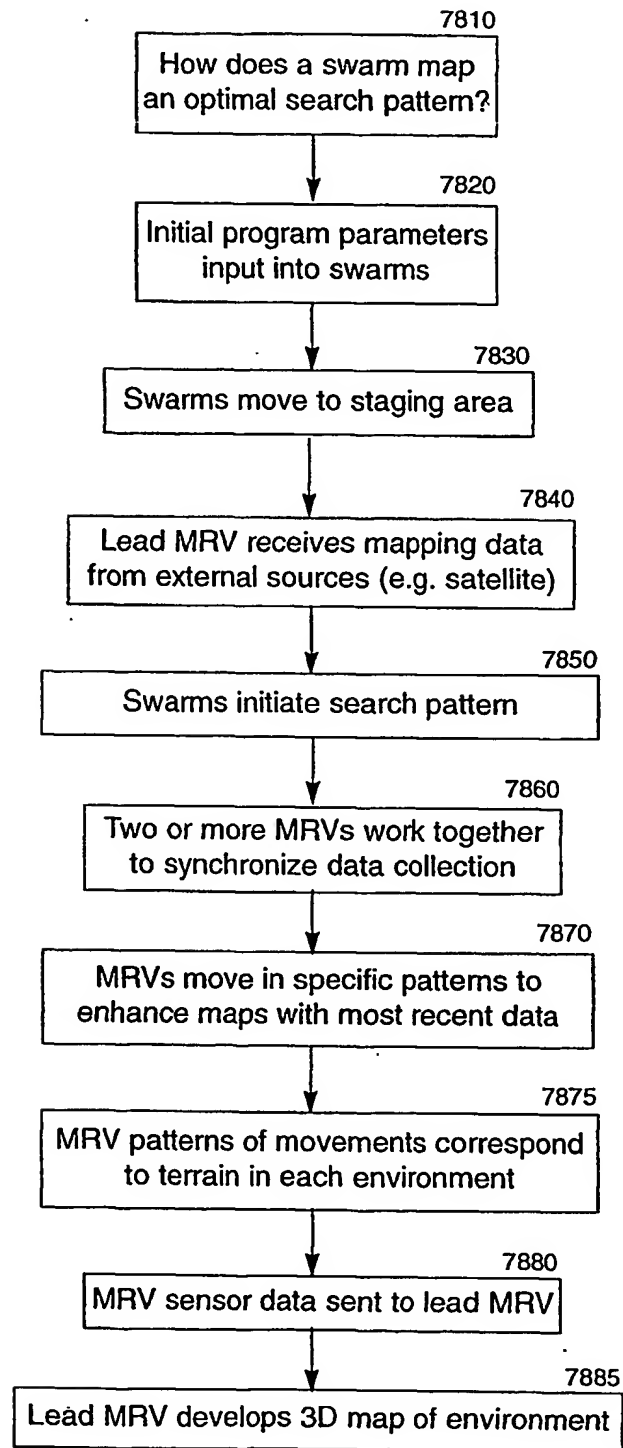 7810
How does a swarm map
an optimal search pattern?
7820
Initial program parameters
input into swarms
7830
Swarms move to staging area
7840
Lead MRV receives mapping data
from external sources (e.g. satellite)
7850
Swarms initiate search pattern
7860
Two or more MRVs work together
to synchronize data collection
7870
MRVs move in specific patterns to
enhance maps with most recent data
7875
MRV patterns of movements correspond
to terrain in each environment
7880
MRV sensor data sent to lead MRV
7885
Lead MRV develops 3D map of environment